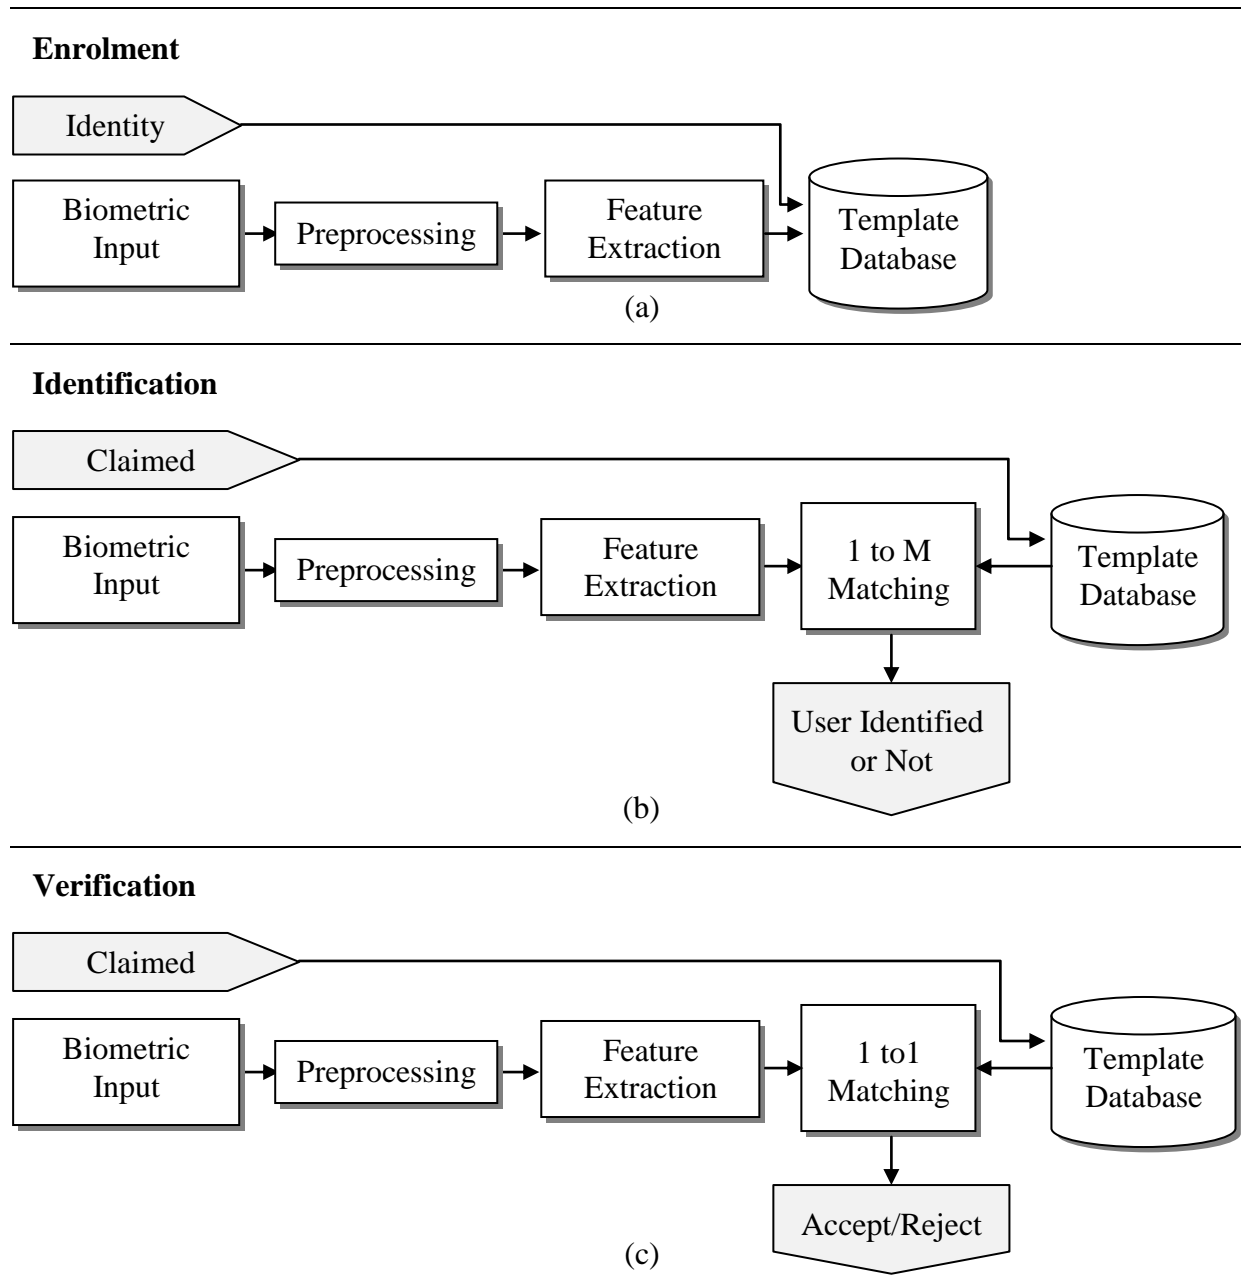 Enrolment
Identity
Biometric
Input
Preprocessing
Feature
Extraction
Template
Database
(a)
Identification
Claimed
Biometric
Input
Preprocessing
Feature
Extraction
1 to M
Matching
Template
Database
User Identified
or Not
(b)
Verification
Claimed
Biometric
Input
Preprocessing
Feature
Extraction
1 to1
Matching
Template
Database
Accept/Reject
(c)